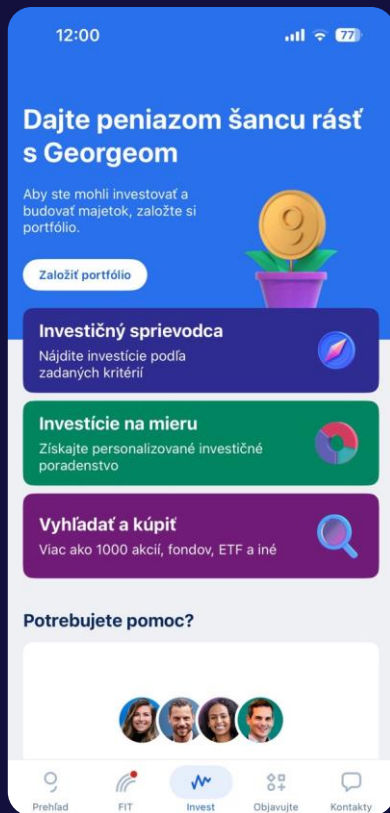 12:00
77
Dajte peniazom šancu rásť
s Georgeom
Aby ste mohli investovať a
budovať majetok, založte si
portfólio.
Založiť portfólio
Investičný sprievodca
Nájdite investície podľa
zadaných kritérií
Investície na mieru
Získajte personalizované investičné
poradenstvo
Vyhľadať a kúpiť
Viac ako 1000 akcií, fondov, ETF a iné
Potrebujete pomoc?
Prehľad
FIT
Invest
Objavujte
Kontakty